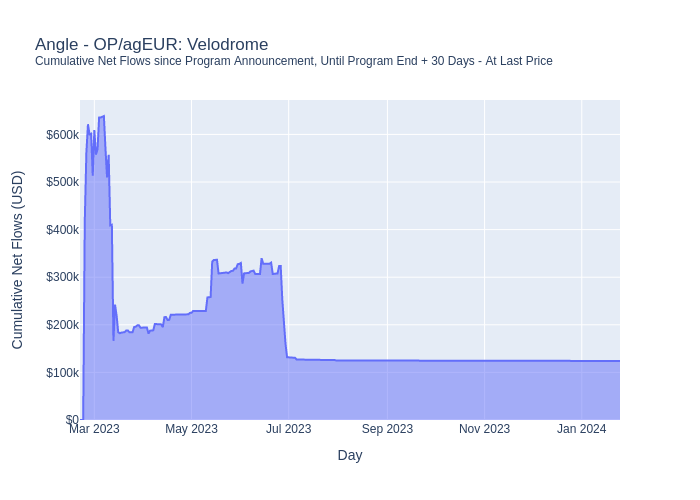 Angle - OP/agEUR: Velodrome
Cumulative Net Flows since Program Announcement, Until Program End + 30 Days - At Last Price
Cumulative Net Flows (USD)
$600k
$500k
$400k
$300k
$200k
$100k
$0
Mar 2023 May 2023 Jul 2023 Sep 2023 Nov 2023 Jan 2024
Day